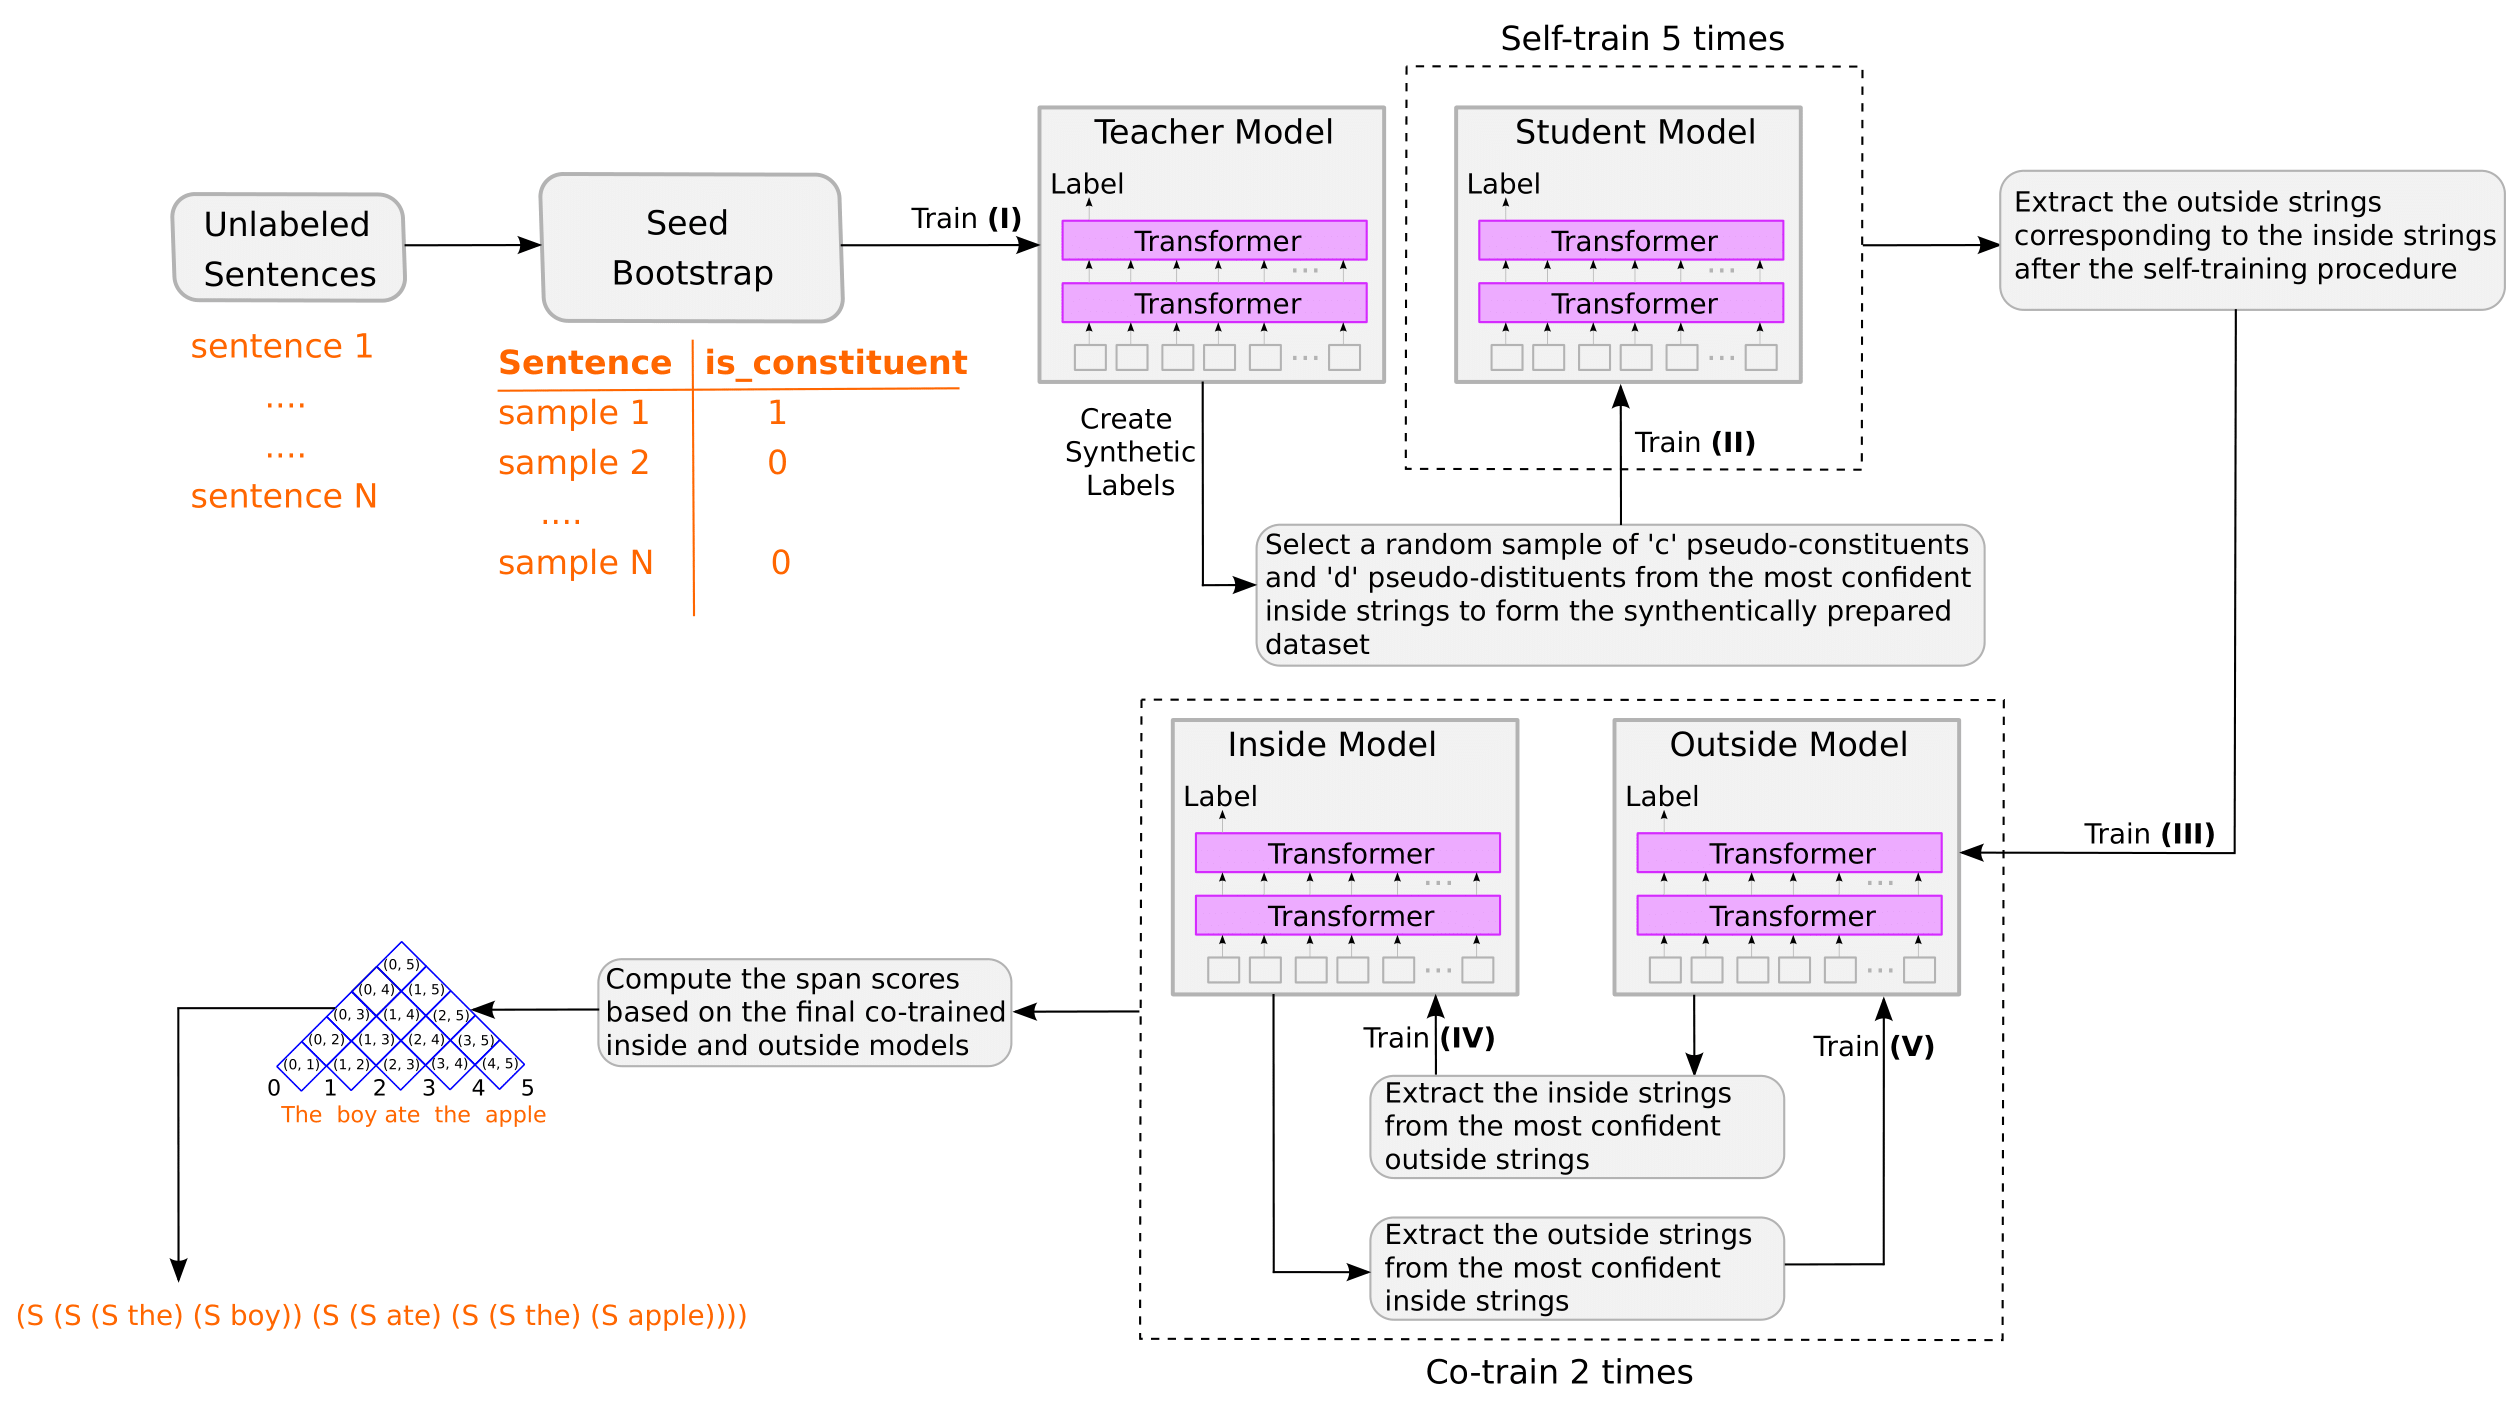 Self-train 5 times
Unlabeled
Sentences
sentence 1
....
....
sentence N
Seed
Bootstrap
Sentence is_constituent
sample 1 1
sample 2 0
....
sample N 0
Train (I)
Teacher Model
Label
Transformer
...
Transformer
...
Create
Synthetic
Labels
Student Model
Label
Transformer
...
Transformer
...
Train (II)
Select a random sample of 'c' pseudo-constituents
and 'd' pseudo-distituents from the most confident
inside strings to form the synthentically prepared
dataset
Extract the outside strings
corresponding to the inside strings
after the self-training procedure
Train (III)
Inside Model
Label
Transformer
...
Transformer
...
Outside Model
Label
Transformer
...
Transformer
...
Train (IV)
Train (V)
Extract the inside strings
from the most confident
outside strings
Extract the outside strings
from the most confident
inside strings
Co-train 2 times
Compute the span scores
based on the final co-trained
inside and outside models
(0, 5)
(0, 4) (1, 5)
(0, 3) (1, 4) (2, 5)
(0, 2) (1, 3) (2, 4) (3, 5)
(0, 1) (1, 2) (2, 3) (3, 4) (4, 5)
0 1 2 3 4 5
The boy ate the apple
(S (S (S the) (S boy)) (S (S ate) (S (S the) (S apple))))